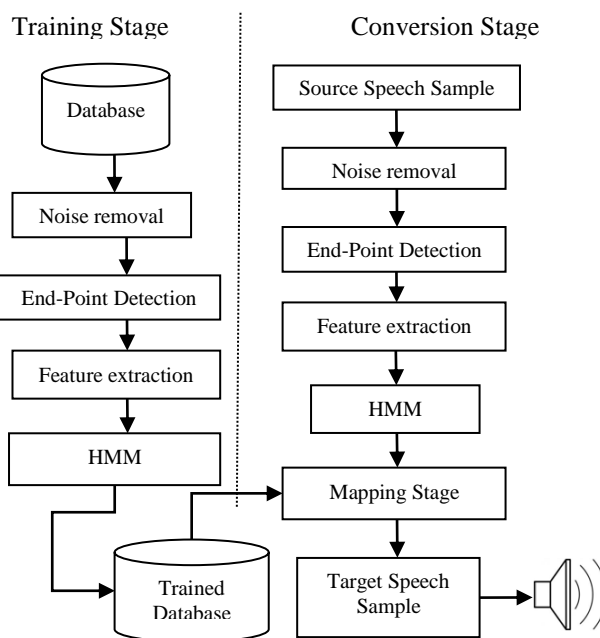 Training Stage
Database
Noise removal
End-Point Detection
Feature extraction
HMM
Trained
Database
Conversion Stage
Source Speech Sample
Noise removal
End-Point Detection
Feature extraction
HMM
Mapping Stage
Target Speech
Sample